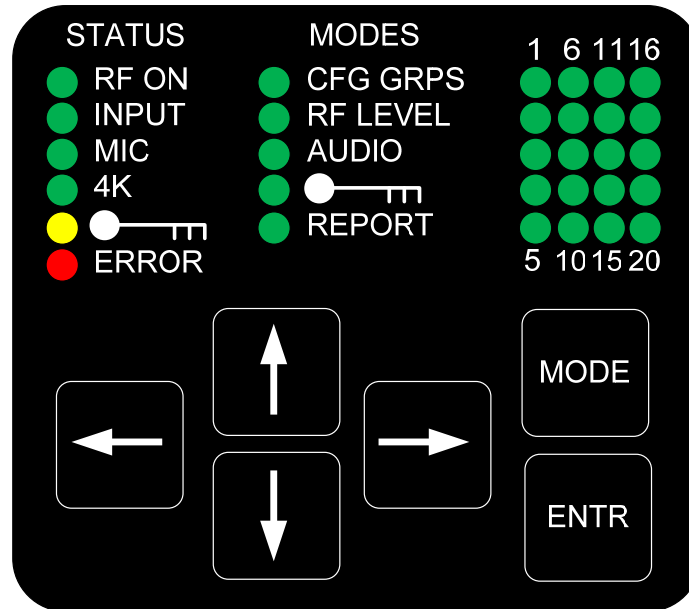 STATUS
RF ON
INPUT
MIC
4K
ERROR
MODES
CFG GRPS
RF LEVEL
AUDIO
REPORT
1 6 11 16
5 10 15 20
MODE
ENTR